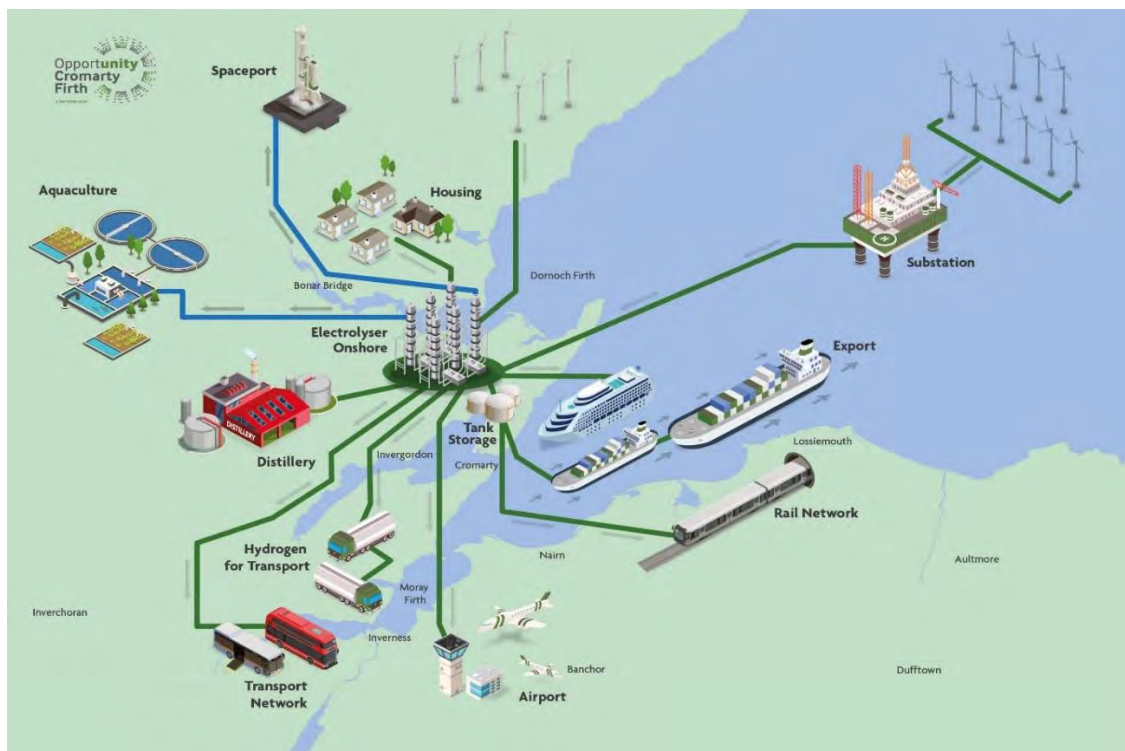 Opportunity
Cromarty
Firth
Spaceport
Aquaculture
Housing
Substation
Dornoch Firth
Bonar Bridge
Electrolyser
Onshore
Export
DISTILLERY
Distillery
Tank
Storage
Invergordon
Cromarty
Lossiemouth
Rail Network
Hydrogen
for Transport
Nairn
Aultmore
Moray
Firth
Inverchoran
Inverness
Banchor
Dufftown
Transport
Network
Airport